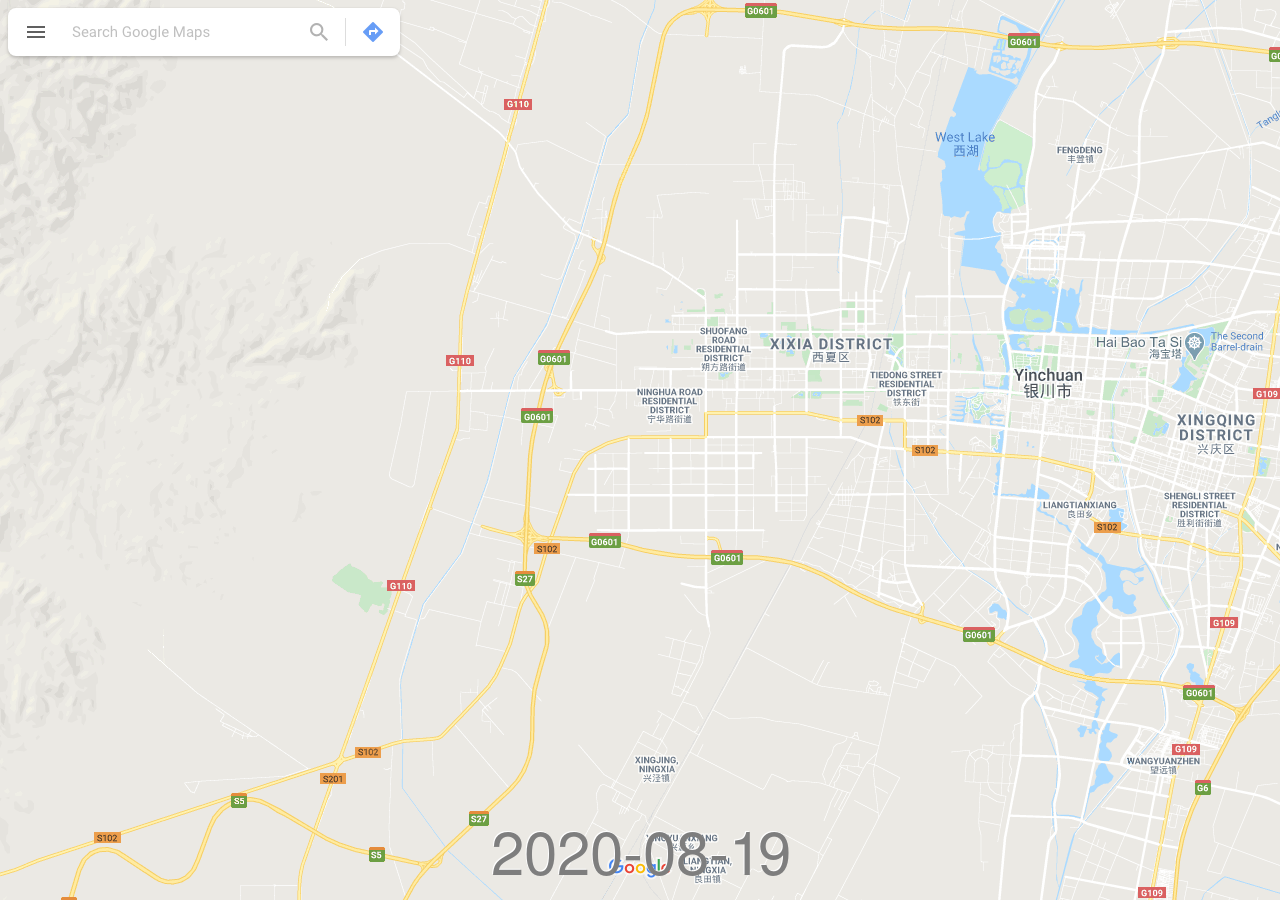 Search Google Maps
G0601
G0601
G0
G110
Tangl
West Lake
西湖
FENGDENG
丰登镇
SHUOFANG
ROAD
RESIDENTIAL
DISTRICT
朔方路街道
XIXIA DISTRICT
西夏区
Hai Bao Ta Si
海宝塔
The Second
Barrel-drain
G110
G0601
TIEDONG STREET
RESIDENTIAL
DISTRICT
铁东街
Yinchuan
银川市
NINGHUA ROAD
RESIDENTIAL
DISTRICT
宁华路街道
G109
G0601
S102
XINGQING
DISTRICT
兴庆区
S102
LIANGTIANXIANG
良田乡
SHENGLI STREET
RESIDENTIAL
DISTRICT
胜利街街道
S102
G0601
S102
G0601
N
S27
G110
G109
G0601
G0601
S102
G109
XINGJING,
NINGXIA
兴泾镇
WANGYUANZHEN
望远镇
S201
G6
S5
S27
S102
S5
LIANGTIAN,
NINGXIA
良田镇
Google
2020-08-19
G109